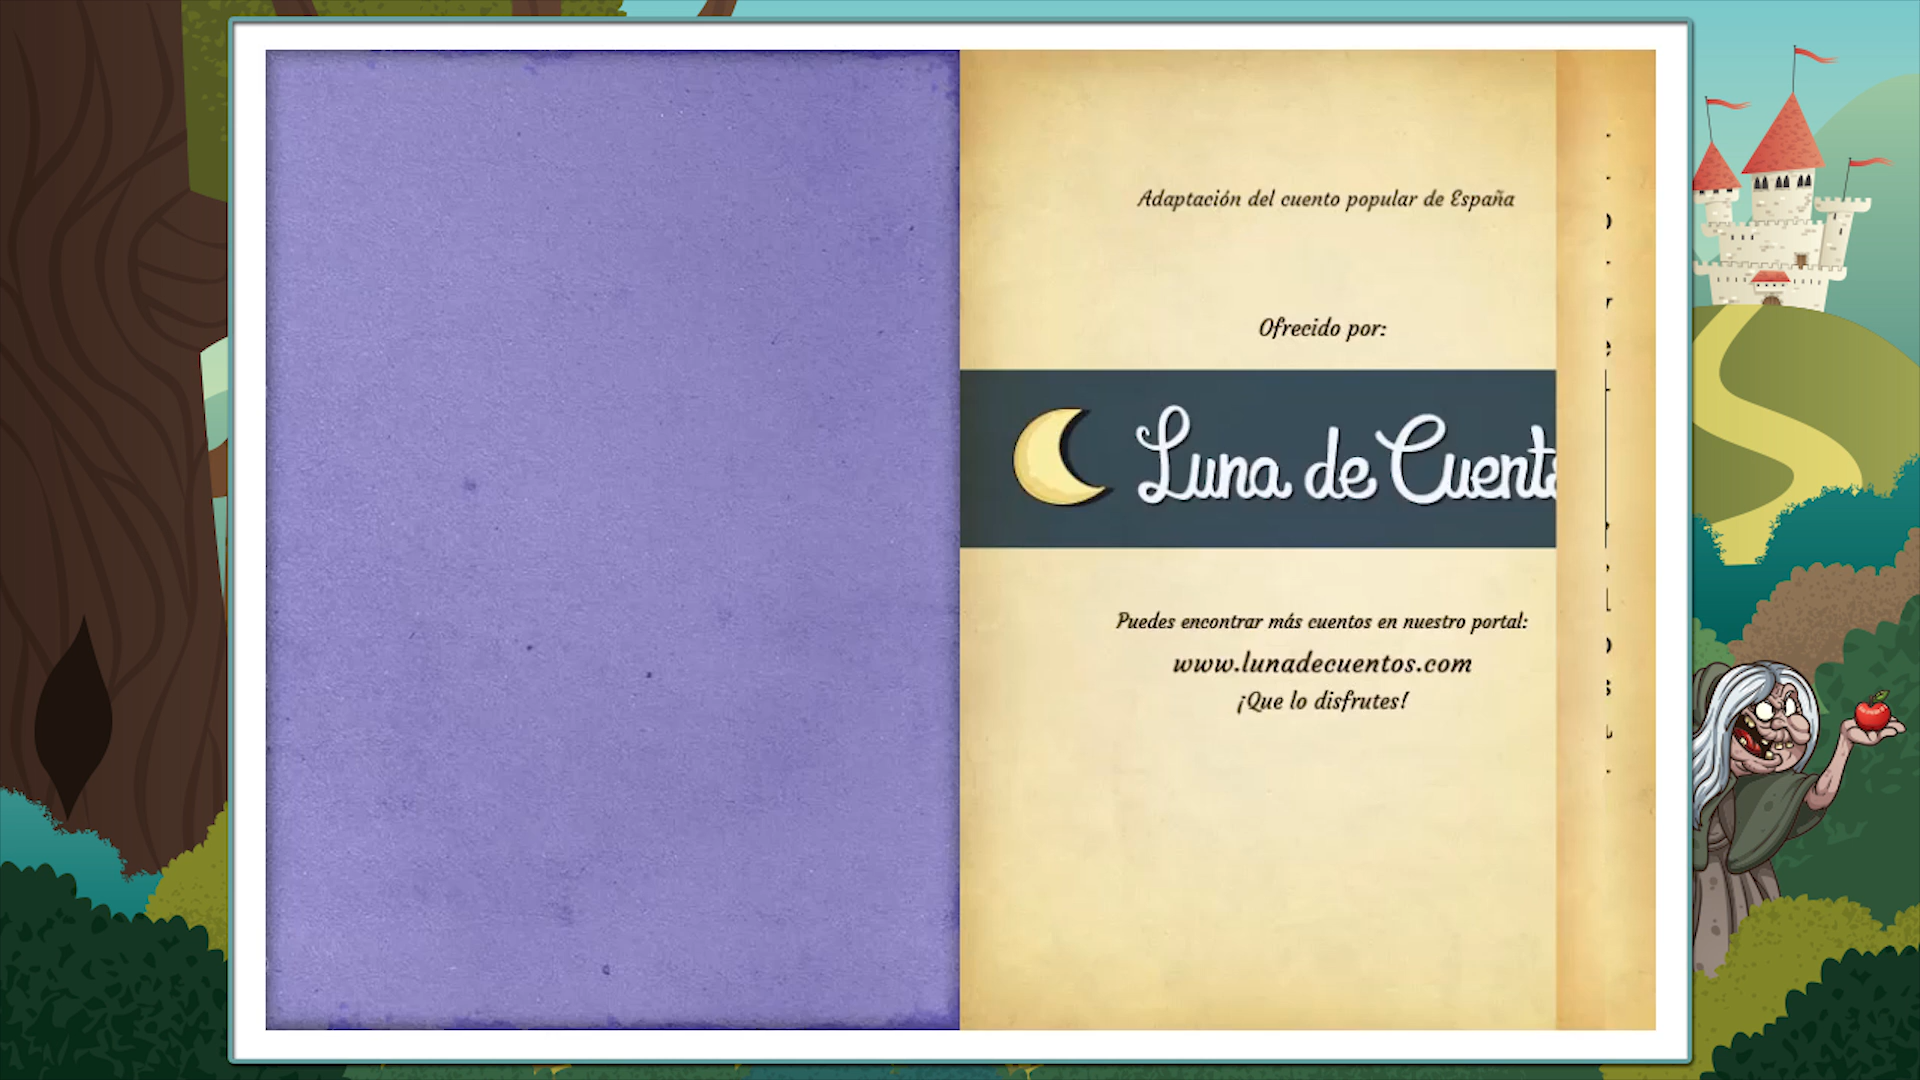 Adaptación del cuento popular de España
Ofrecido por:
Luna de
Puedes encontrar más cuentos en nuestro portal:
www.lunadecuentos.com
¡Que lo disfrutes!